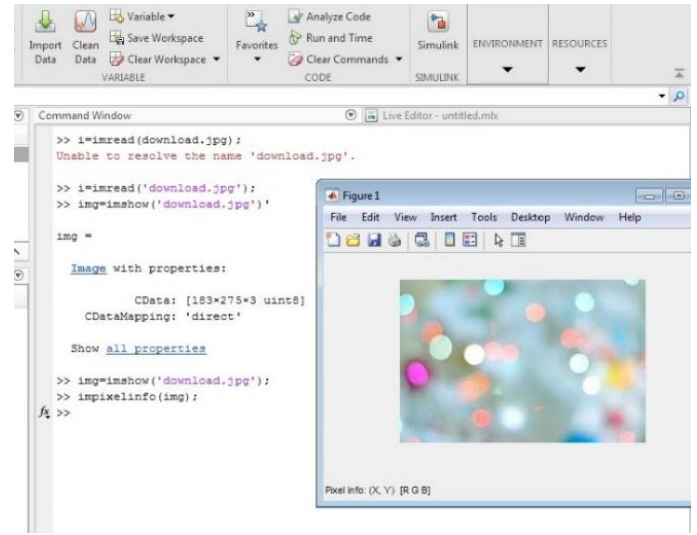 Variable
Save Workspace
Clear Workspace
Import Data
Clean Data
VARIABLE
Favorites
Analyze Code
Run and Time
Clear Commands
CODE
Simulink
SIMULINK
ENVIRONMENT
RESOURCES
Command Window
Live Editor - untitled.mlx
>> i=imread(download.jpg);
Unable to resolve the name 'download.jpg'.
>> i=imread('download.jpg');
>> img=imshow('download.jpg')'
img =
Image with properties:
CData: [183×275×3 uint8]
CDataMapping: 'direct'
Show all properties
>> img=imshow('download.jpg');
>> impixelinfo(img);
fx >>
Figure 1
File Edit View Insert Tools Desktop Window Help
Pixel info: (X, Y) [R G B]